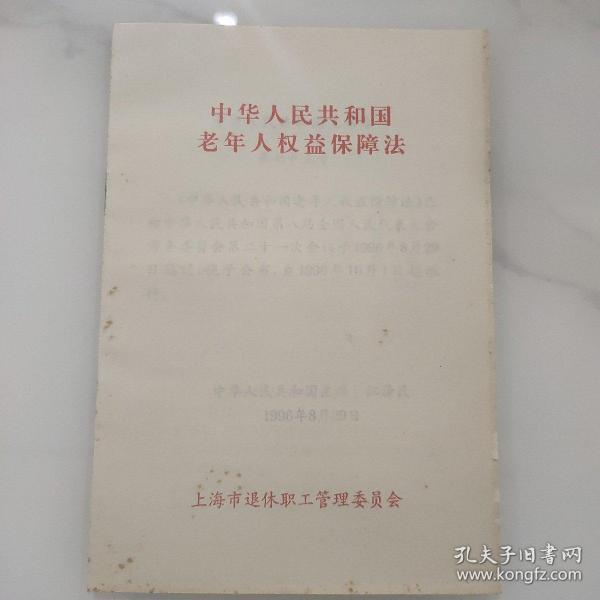 中华人民共和国
老年人权益保障法
《中华人民共和国老年人权益保障法》已
由中华人民共和国第八届全国人民代表大会
常务委员会第二十一次会议于1996年8月29
日通过,现予公布,自1996年10月1日起施
行。
中华人民共和国主席 江泽民
1996年8月29日
上海市退休职工管理委员会
孔夫子旧书网
www.kongfz.com